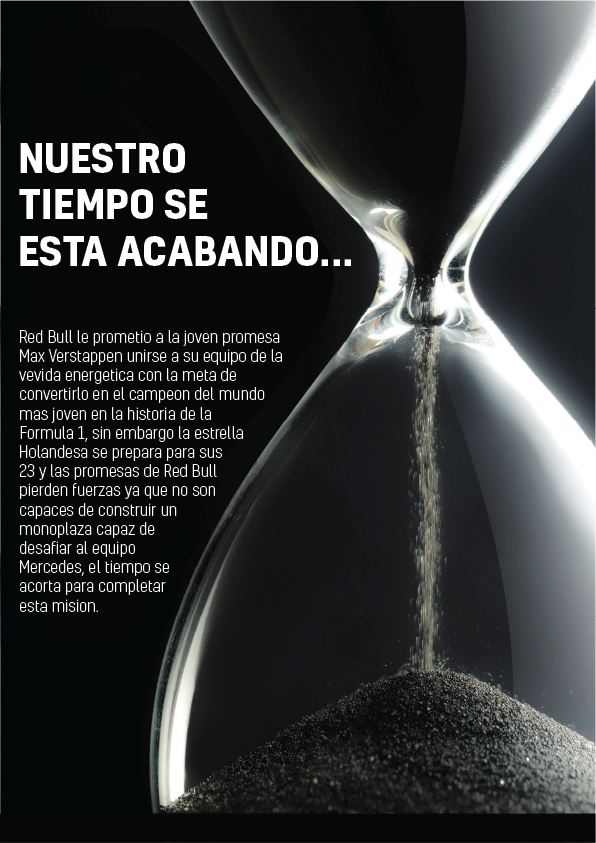 NUESTRO
TIEMPO SE
ESTA ACABANDO...
Red Bull le prometio a la joven promesa
Max Verstappen unirse a su equipo de la
vevida energetica con la meta de
convertirlo en el campeon del mundo
mas joven en la historia de la
Formula 1, sin embargo la estrella
Holandesa se prepara para sus
23 y las promesas de Red Bull
pierden fuerzas ya que no son
capaces de construir un
monoplaza capaz de
desafiar al equipo
Mercedes, el tiempo se
acorta para completar
esta mision.